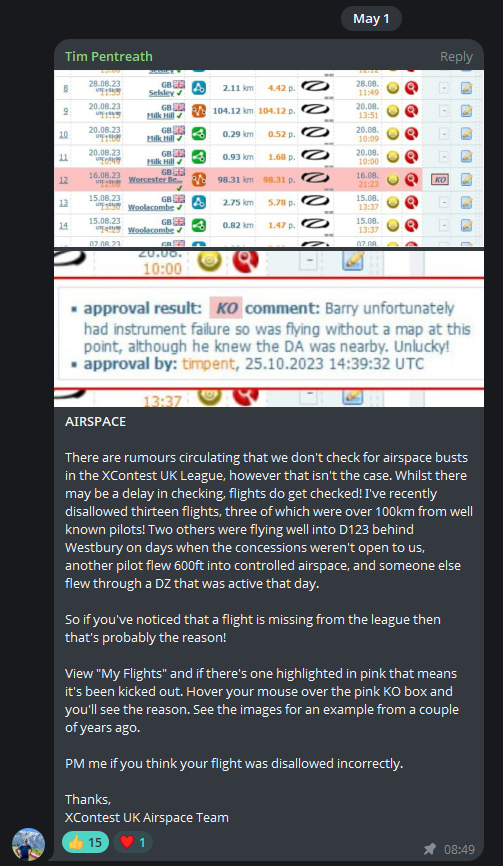 May 1
Tim Pentreath
Reply
Selsley ✔
8 28.08.23 GB 2.11 km 4.42 p. 28.08.
Selsley ✔ 11:49
9 20.08.23 GB 104.12 km 104.12 p. 20.08.
Milk Hill ✔ 13:51
10 20.08.23 GB 0.29 km 0.52 p. 20.08.
Milk Hill ✔ 10:09
11 20.08.23 GB 0.93 km 1.68 p. 20.08.
Milk Hill ✔ 10:00
12 16.08.23 GB 98.31 km 98.31 p. 16.08. KO
Worcester Be... ✔ 21:23
13 15.08.23 GB 2.75 km 5.78 p. 15.08.
Woolacombe ✔ 13:37
14 15.08.23 GB 0.82 km 1.47 p. 15.08.
Woolacombe ✔ 13:37
07.08.23 GB 07.08.
20.08.
10:00
approval result: KO comment: Barry unfortunately
had instrument failure so was flying without a map at this
point, although he knew the DA was nearby. Unlucky!
approval by: timpent, 25.10.2023 14:39:32 UTC
13:37
AIRSPACE
There are rumours circulating that we don't check for airspace busts
in the XContest UK League, however that isn't the case. Whilst there
may be a delay in checking, flights do get checked! I've recently
disallowed thirteen flights, three of which were over 100km from well
known pilots! Two others were flying well into D123 behind
Westbury on days when the concessions weren't open to us,
another pilot flew 600ft into controlled airspace, and someone else
flew through a DZ that was active that day.
So if you've noticed that a flight is missing from the league then
that's probably the reason!
View "My Flights" and if there's one highlighted in pink that means
it's been kicked out. Hover your mouse over the pink KO box and
you'll see the reason. See the images for an example from a couple
of years ago.
PM me if you think your flight was disallowed incorrectly.
Thanks,
XContest UK Airspace Team
👍 15 ❤️ 1
08:49